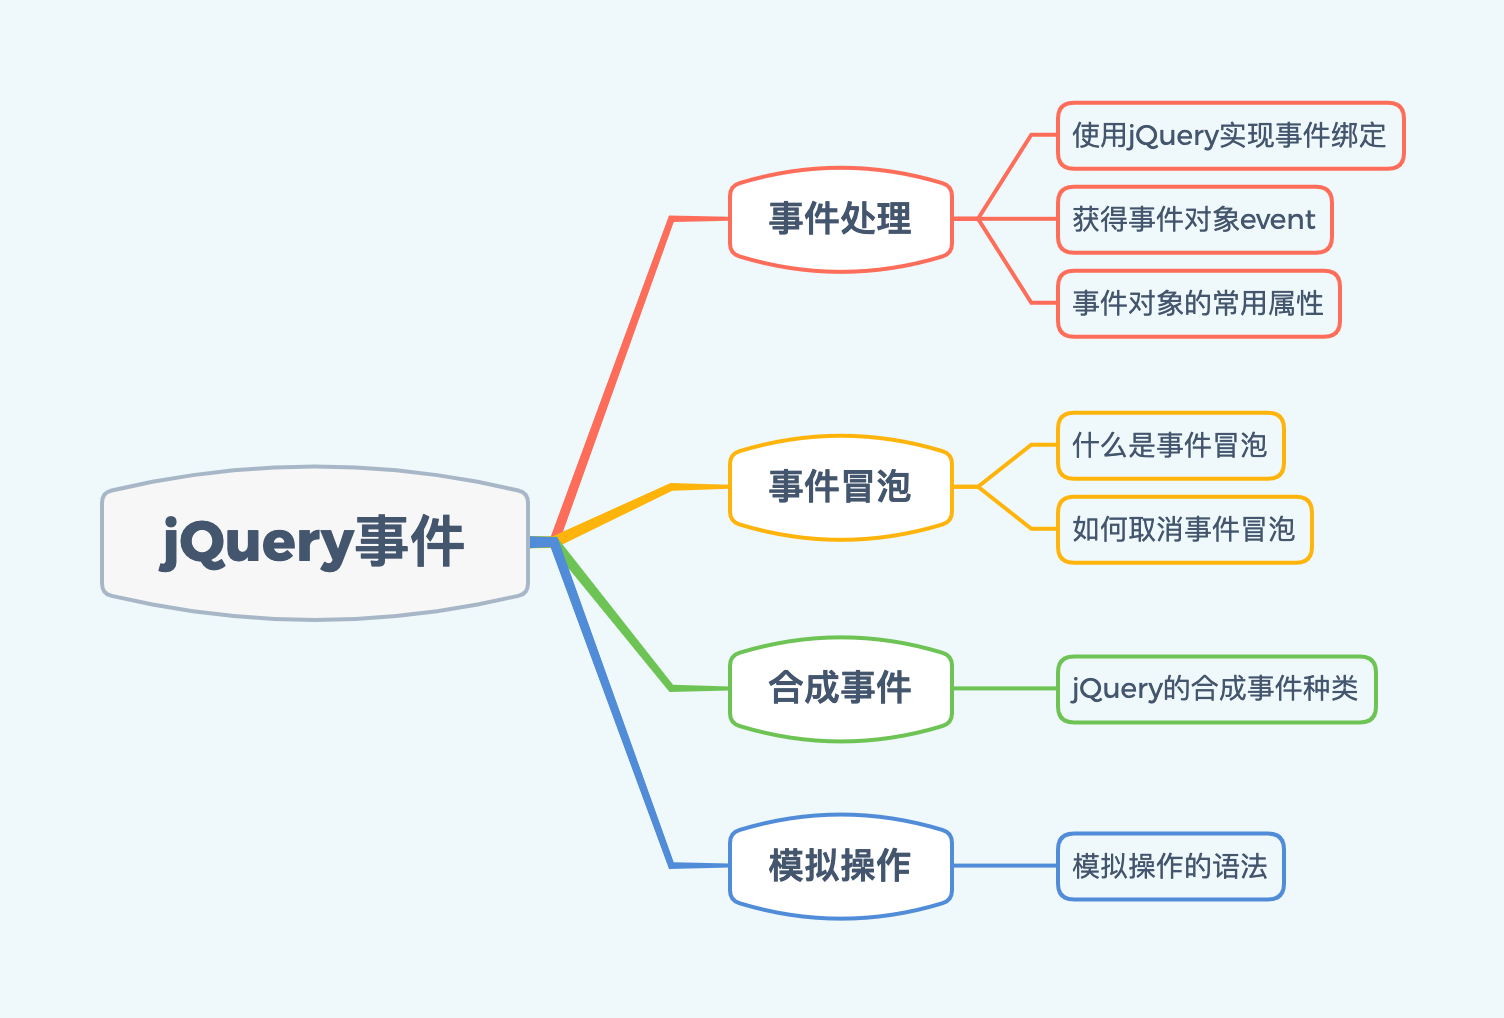 jQuery事件
事件处理
使用jQuery实现事件绑定
获得事件对象event
事件对象的常用属性
事件冒泡
什么是事件冒泡
如何取消事件冒泡
合成事件
jQuery的合成事件种类
模拟操作
模拟操作的语法